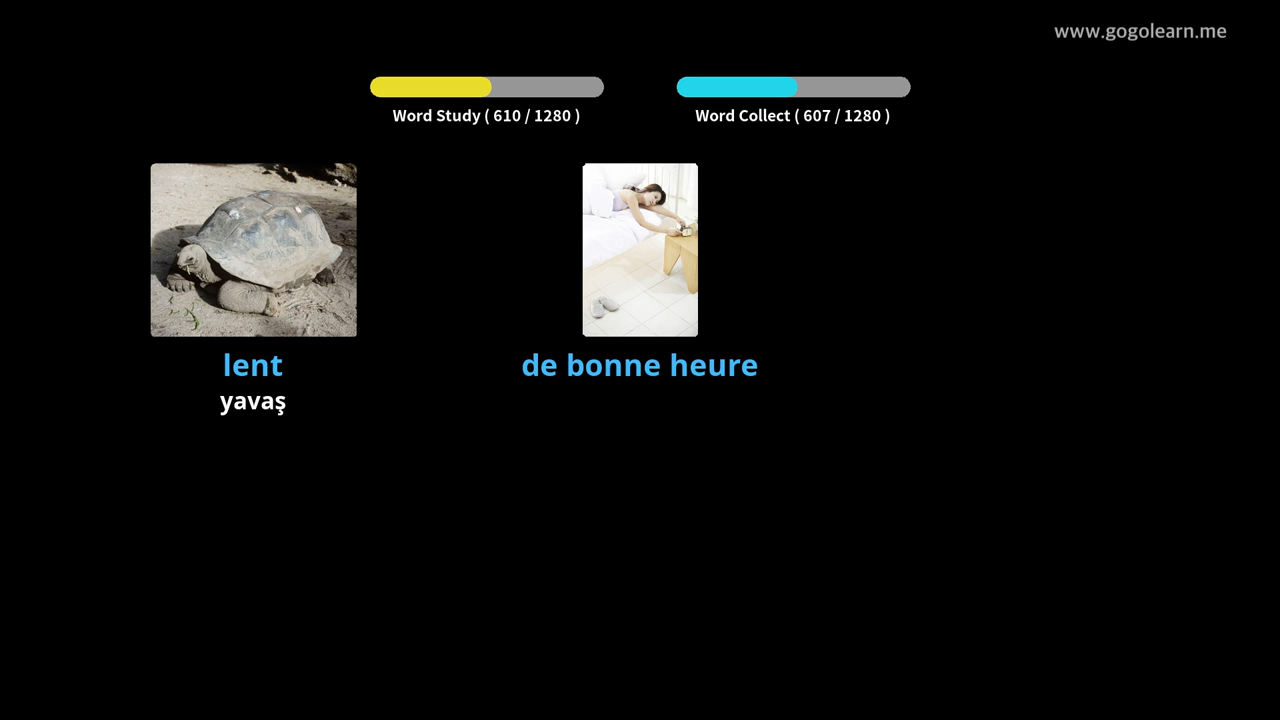 www.gogolearn.me
Word Study ( 610 / 1280 )
Word Collect ( 607 / 1280 )
lent
de bonne heure
yavaş